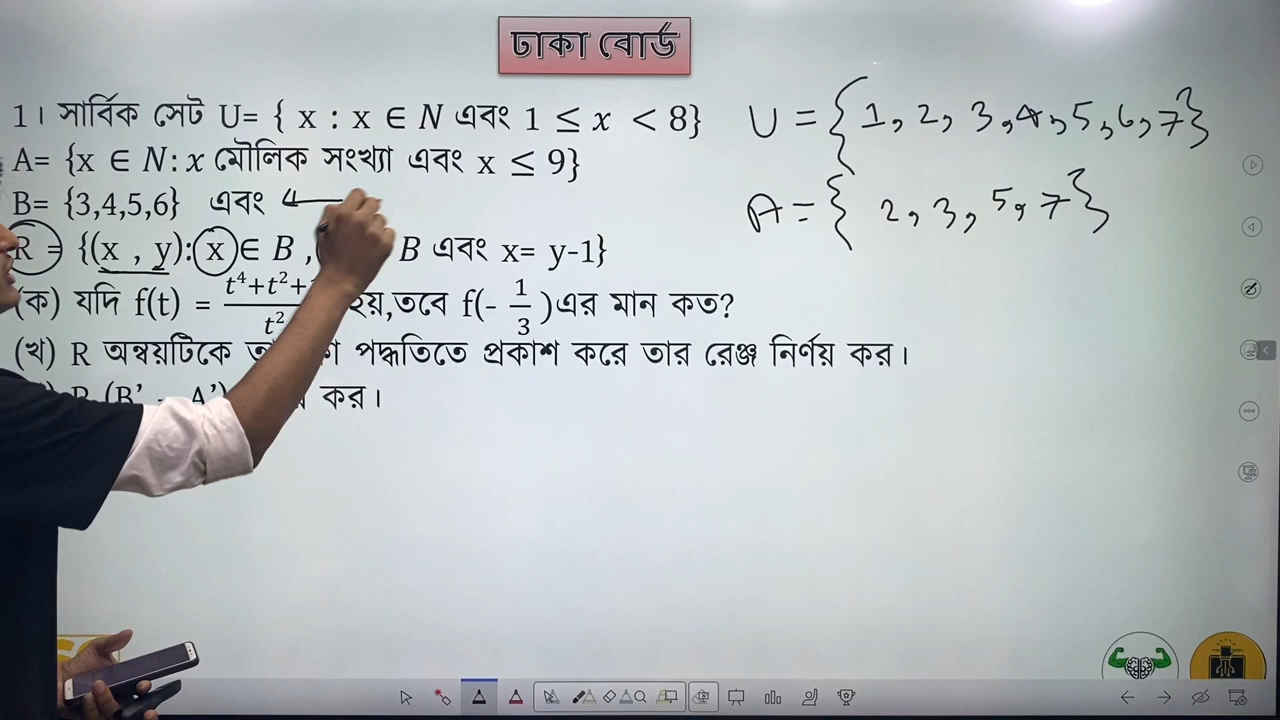 ঢাকা বোর্ড
1। সার্বিক সেট U= { x : x ∈ N এবং 1 ≤ x < 8}
U = {1, 2, 3, 4, 5, 6, 7}
A= {x ∈ N: x মৌলিক সংখ্যা এবং x ≤ 9}
A = { 2, 3, 5, 7}
B= {3,4,5,6} এবং
R = {(x , y): x ∈ B , B এবং x= y-1}
(ক) যদি f(t) = t⁴+t²+ / t² হয়,তবে f(- 1/3 )এর মান কত?
(খ) R অন্বয়টিকে পদ্ধতিতে প্রকাশ করে তার রেঞ্জ নির্ণয় কর।
(B’ - A’) কর।